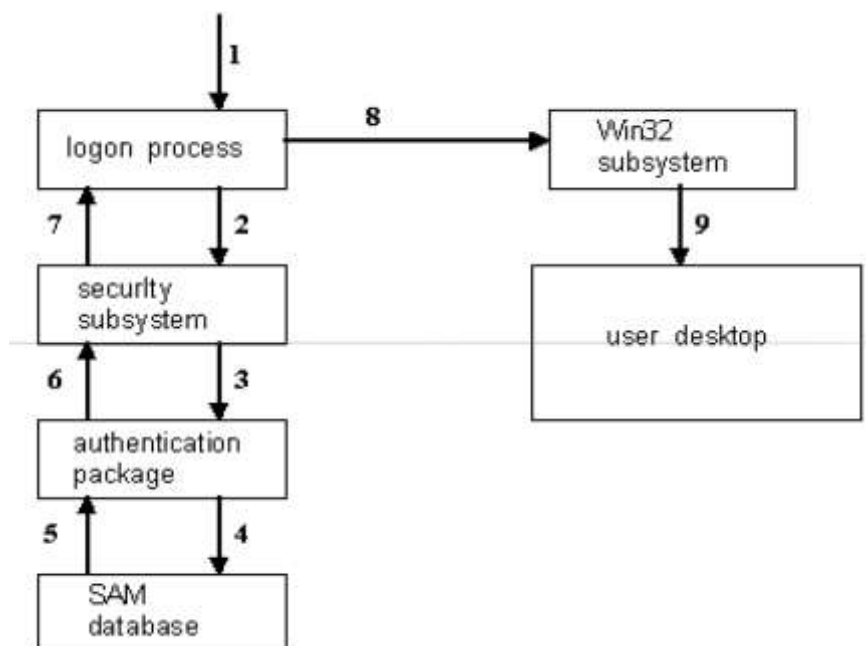 1
logon process
8
Win32
subsystem
7
2
9
security
subsystem
user desktop
6
3
authentication
package
5
4
SAM
database